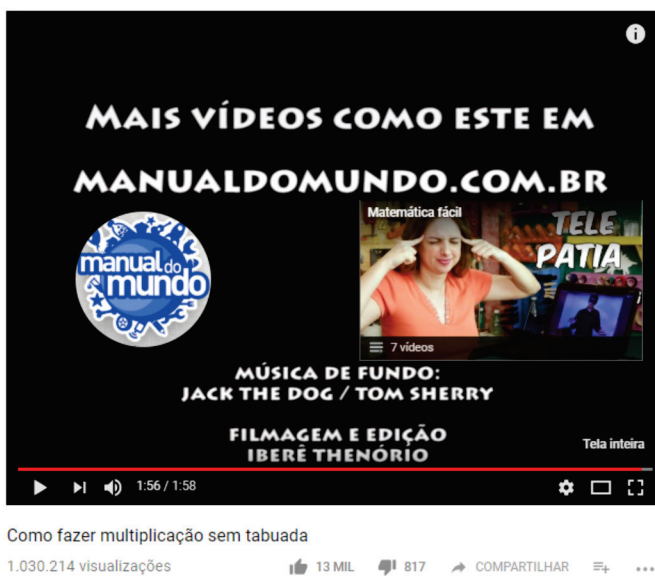 MAIS VÍDEOS COMO ESTE EM
MANUALDOMUNDO.COM.BR
manual do
mundo
Matemática fácil
TELE
PATIA
7 vídeos
MÚSICA DE FUNDO:
JACK THE DOG / TOM SHERRY
FILMAGEM E EDIÇÃO
IBERÊ THENÓRIO
Tela inteira
1:56 / 1:58
Como fazer multiplicação sem tabuada
1.030.214 visualizações
13 MIL
817
COMPARTILHAR